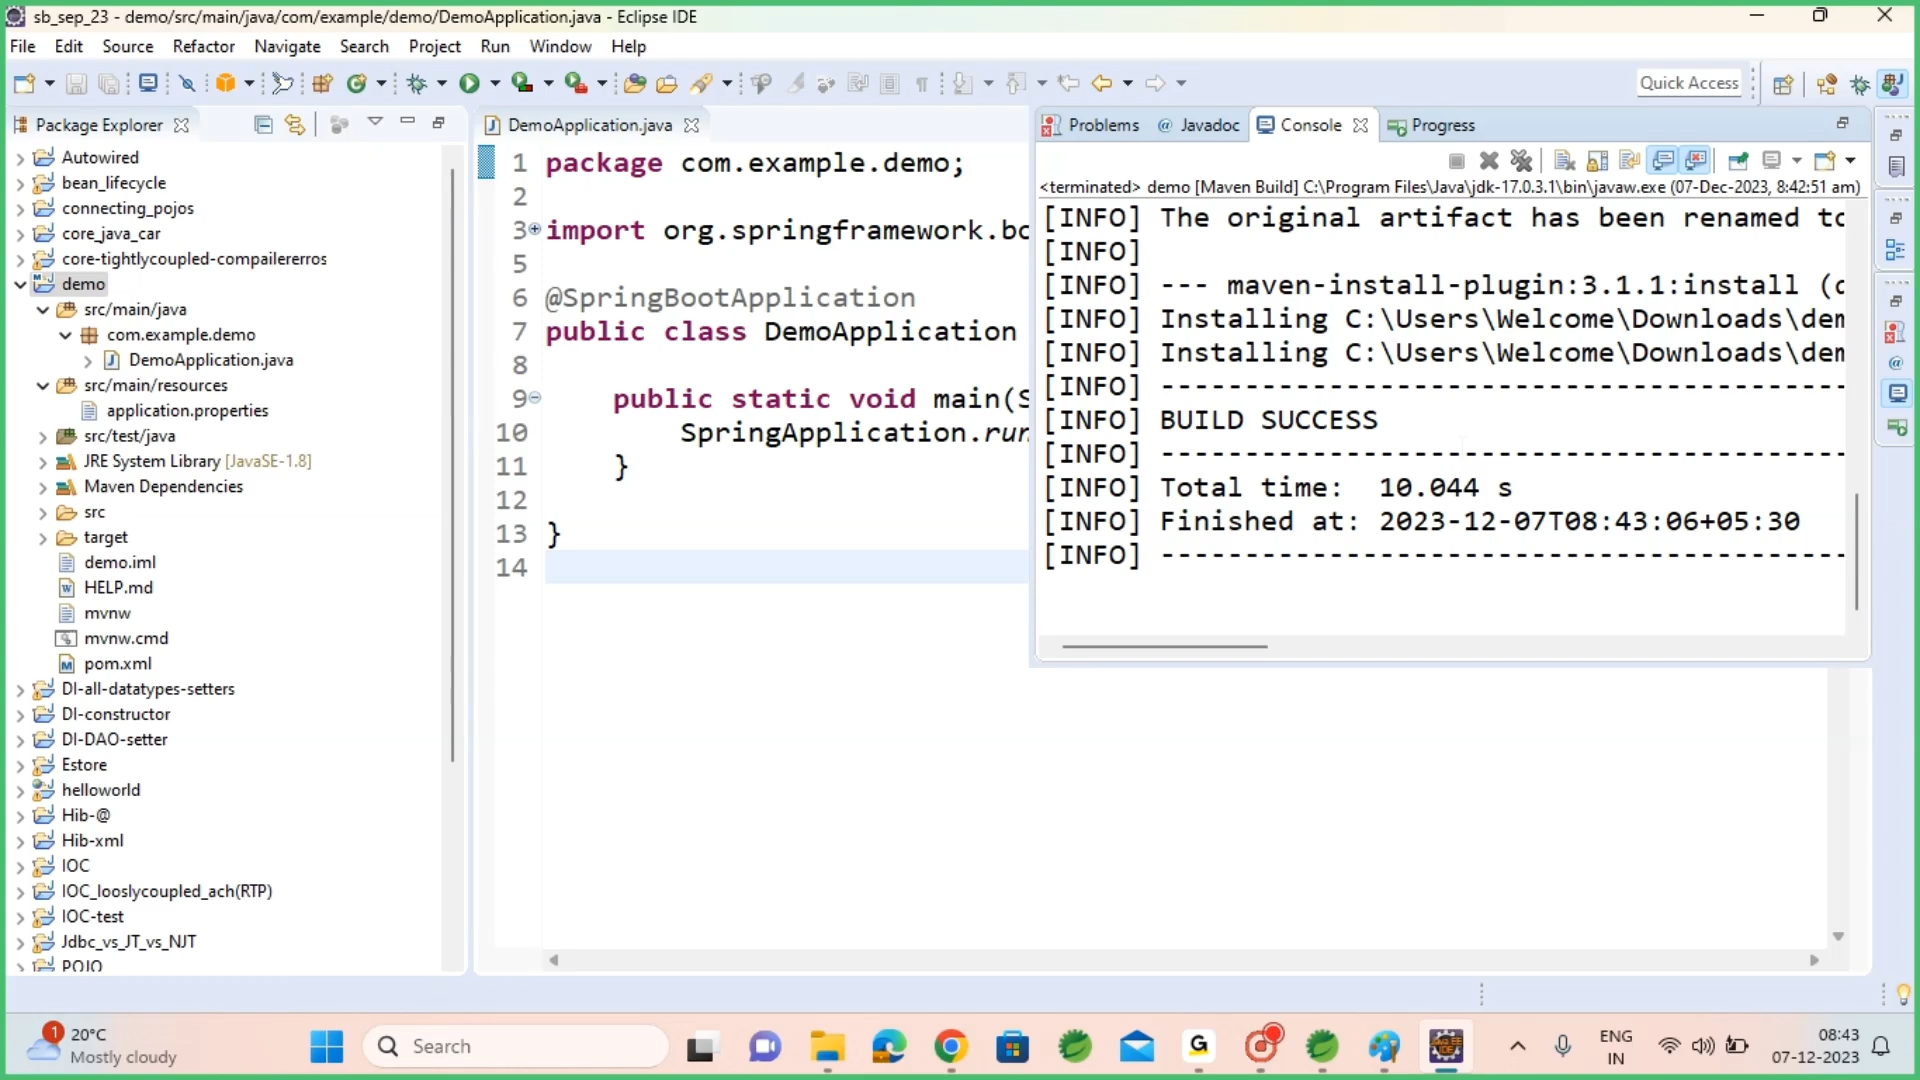 sb_sep_23 - demo/src/main/java/com/example/demo/DemoApplication.java - Eclipse IDE
File Edit Source Refactor Navigate Search Project Run Window Help
Quick Access
Package Explorer
Autowired
bean_lifecycle
connecting_pojos
core_java_car
core-tightlycoupled-compailererros
demo
src/main/java
com.example.demo
DemoApplication.java
src/main/resources
application.properties
src/test/java
JRE System Library [JavaSE-1.8]
Maven Dependencies
src
target
demo.iml
HELP.md
mvnw
mvnw.cmd
pom.xml
DI-all-datatypes-setters
DI-constructor
DI-DAO-setter
Estore
helloworld
Hib-@
Hib-xml
IOC
IOC_looslycoupled_ach(RTP)
IOC-test
Jdbc_vs_JT_vs_NJT
POJO
DemoApplication.java
1 package com.example.demo;
2
3 import org.springframework.bo
5
6 @SpringBootApplication
7 public class DemoApplication
8
9 public static void main(S
10 SpringApplication.run
11 }
12
13 }
14
Problems @ Javadoc Console Progress
<terminated> demo [Maven Build] C:\Program Files\Java\jdk-17.0.3.1\bin\javaw.exe (07-Dec-2023, 8:42:51 am)
[INFO] The original artifact has been renamed to
[INFO]
[INFO] --- maven-install-plugin:3.1.1:install (d
[INFO] Installing C:\Users\Welcome\Downloads\dem
[INFO] Installing C:\Users\Welcome\Downloads\dem
[INFO] -----------------------------------------
[INFO] BUILD SUCCESS
[INFO] -----------------------------------------
[INFO] Total time:  10.044 s
[INFO] Finished at: 2023-12-07T08:43:06+05:30
[INFO] -----------------------------------------
1
20°C
Mostly cloudy
Search
G
ENG
IN
08:43
07-12-2023